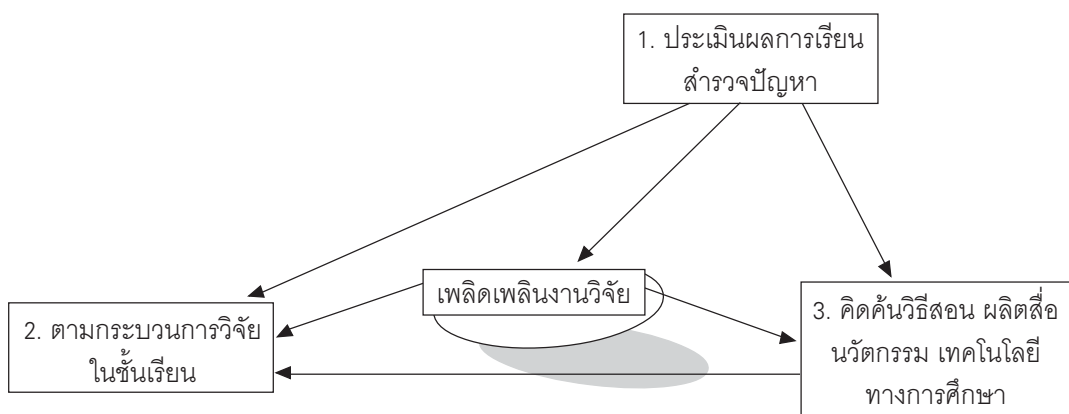 1. ประเมินผลการเรียน
สำรวจปัญหา
เพลิดเพลินงานวิจัย
2. ตามกระบวนการวิจัย
ในชั้นเรียน
3. คิดค้นวิธีสอน ผลิตสื่อ
นวัตกรรม เทคโนโลยี
ทางการศึกษา